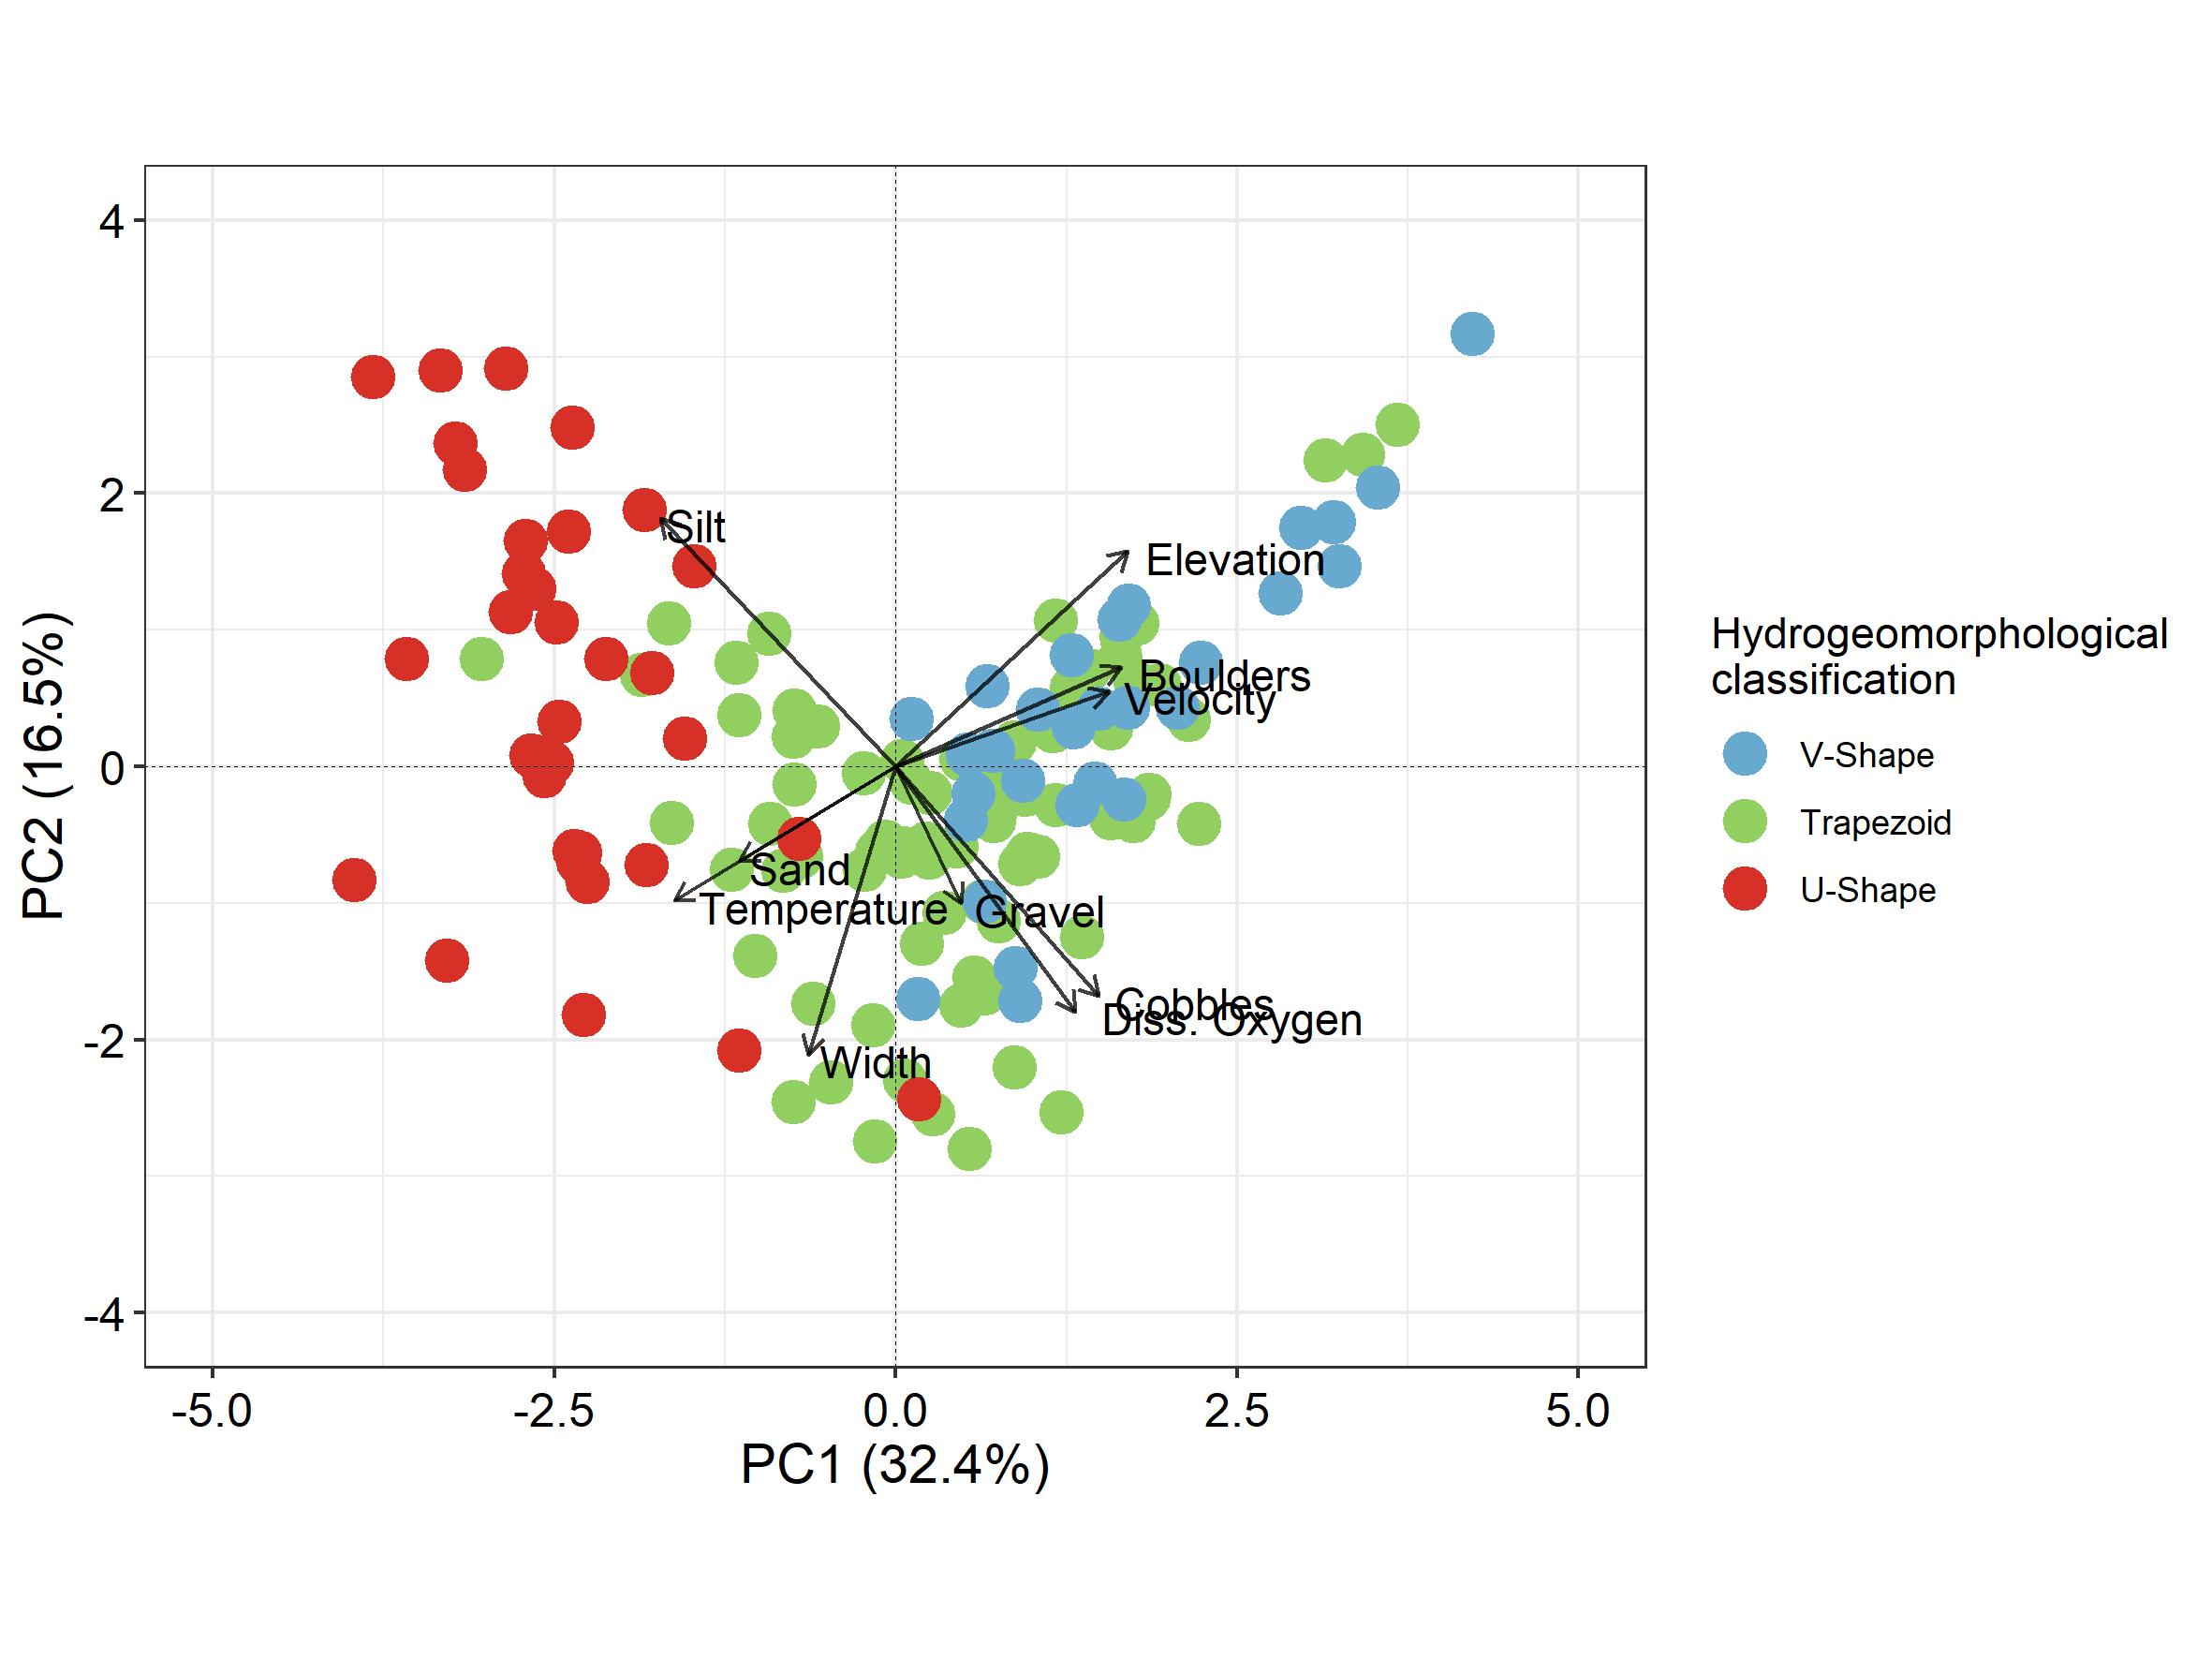 4
2
0
-2
-4
PC2 (16.5%)
Silt
Elevation
Boulders
Velocity
Sand
Temperature
Gravel
Cobbles
Diss. Oxygen
Width
-5.0
-2.5
0.0
2.5
5.0
PC1 (32.4%)
Hydrogeomorphological
classification
V-Shape
Trapezoid
U-Shape